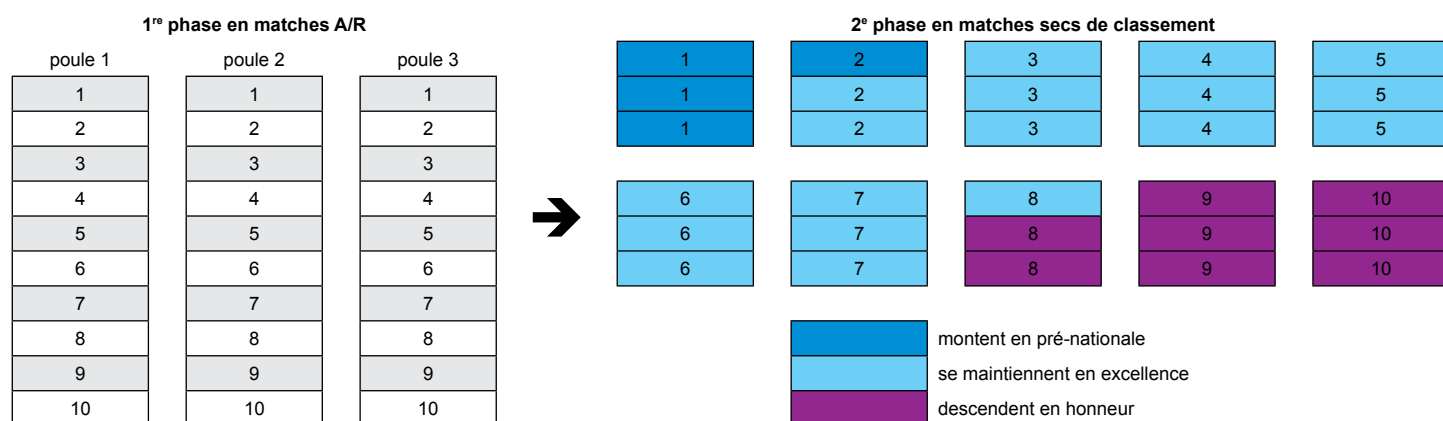 1re phase en matches A/R
poule 1 poule 2 poule 3
1 1 1
2 2 2
3 3 3
4 4 4
5 5 5
6 6 6
7 7 7
8 8 8
9 9 9
10 10 10
2e phase en matches secs de classement
1 2 3 4 5
1 2 3 4 5
1 2 3 4 5
6 7 8 9 10
6 7 8 9 10
6 7 8 9 10
montent en pré-nationale
se maintiennent en excellence
descendent en honneur